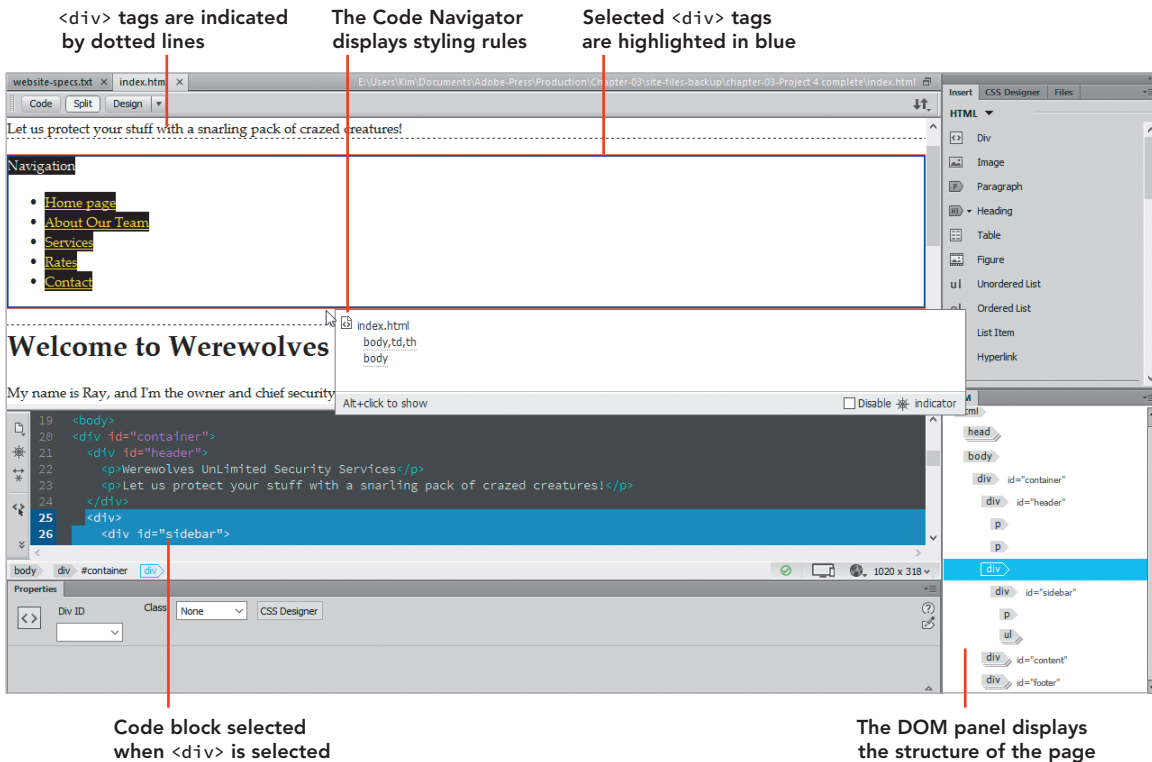 <div> tags are indicated
by dotted lines
The Code Navigator
displays styling rules
Selected <div> tags
are highlighted in blue
website-specs.txt ×
index.html ×
E:\Users\Kim\Documents\Adobe-Press\Production\Chapter-03\site-files-backup\chapter-03-Project 4 complete\index.html
Code Split Design
Let us protect your stuff with a snarling pack of crazed creatures!
Navigation
• Home page
• About Our Team
• Services
• Rates
• Contact
Welcome to Werewolves
My name is Ray, and I'm the owner and chief security
index.html
body,td,th
body
Alt+click to show
Disable indicator
19 <body>
20 <div id="container">
21 <div id="header">
22 <p>Werewolves UnLimited Security Services</p>
23 <p>Let us protect your stuff with a snarling pack of crazed creatures!</p>
24 </div>
25 <div>
26 <div id="sidebar">
body div #container div
1020 x 318
Properties
Div ID
Class None
CSS Designer
Insert CSS Designer Files
HTML
Div
Image
P Paragraph
H1 Heading
Table
Figure
ul Unordered List
ol Ordered List
List Item
Hyperlink
M
html
head
body
div id="container"
div id="header"
p
p
div
div id="sidebar"
p
ul
div id="content"
div id="footer"
Code block selected
when <div> is selected
The DOM panel displays
the structure of the page